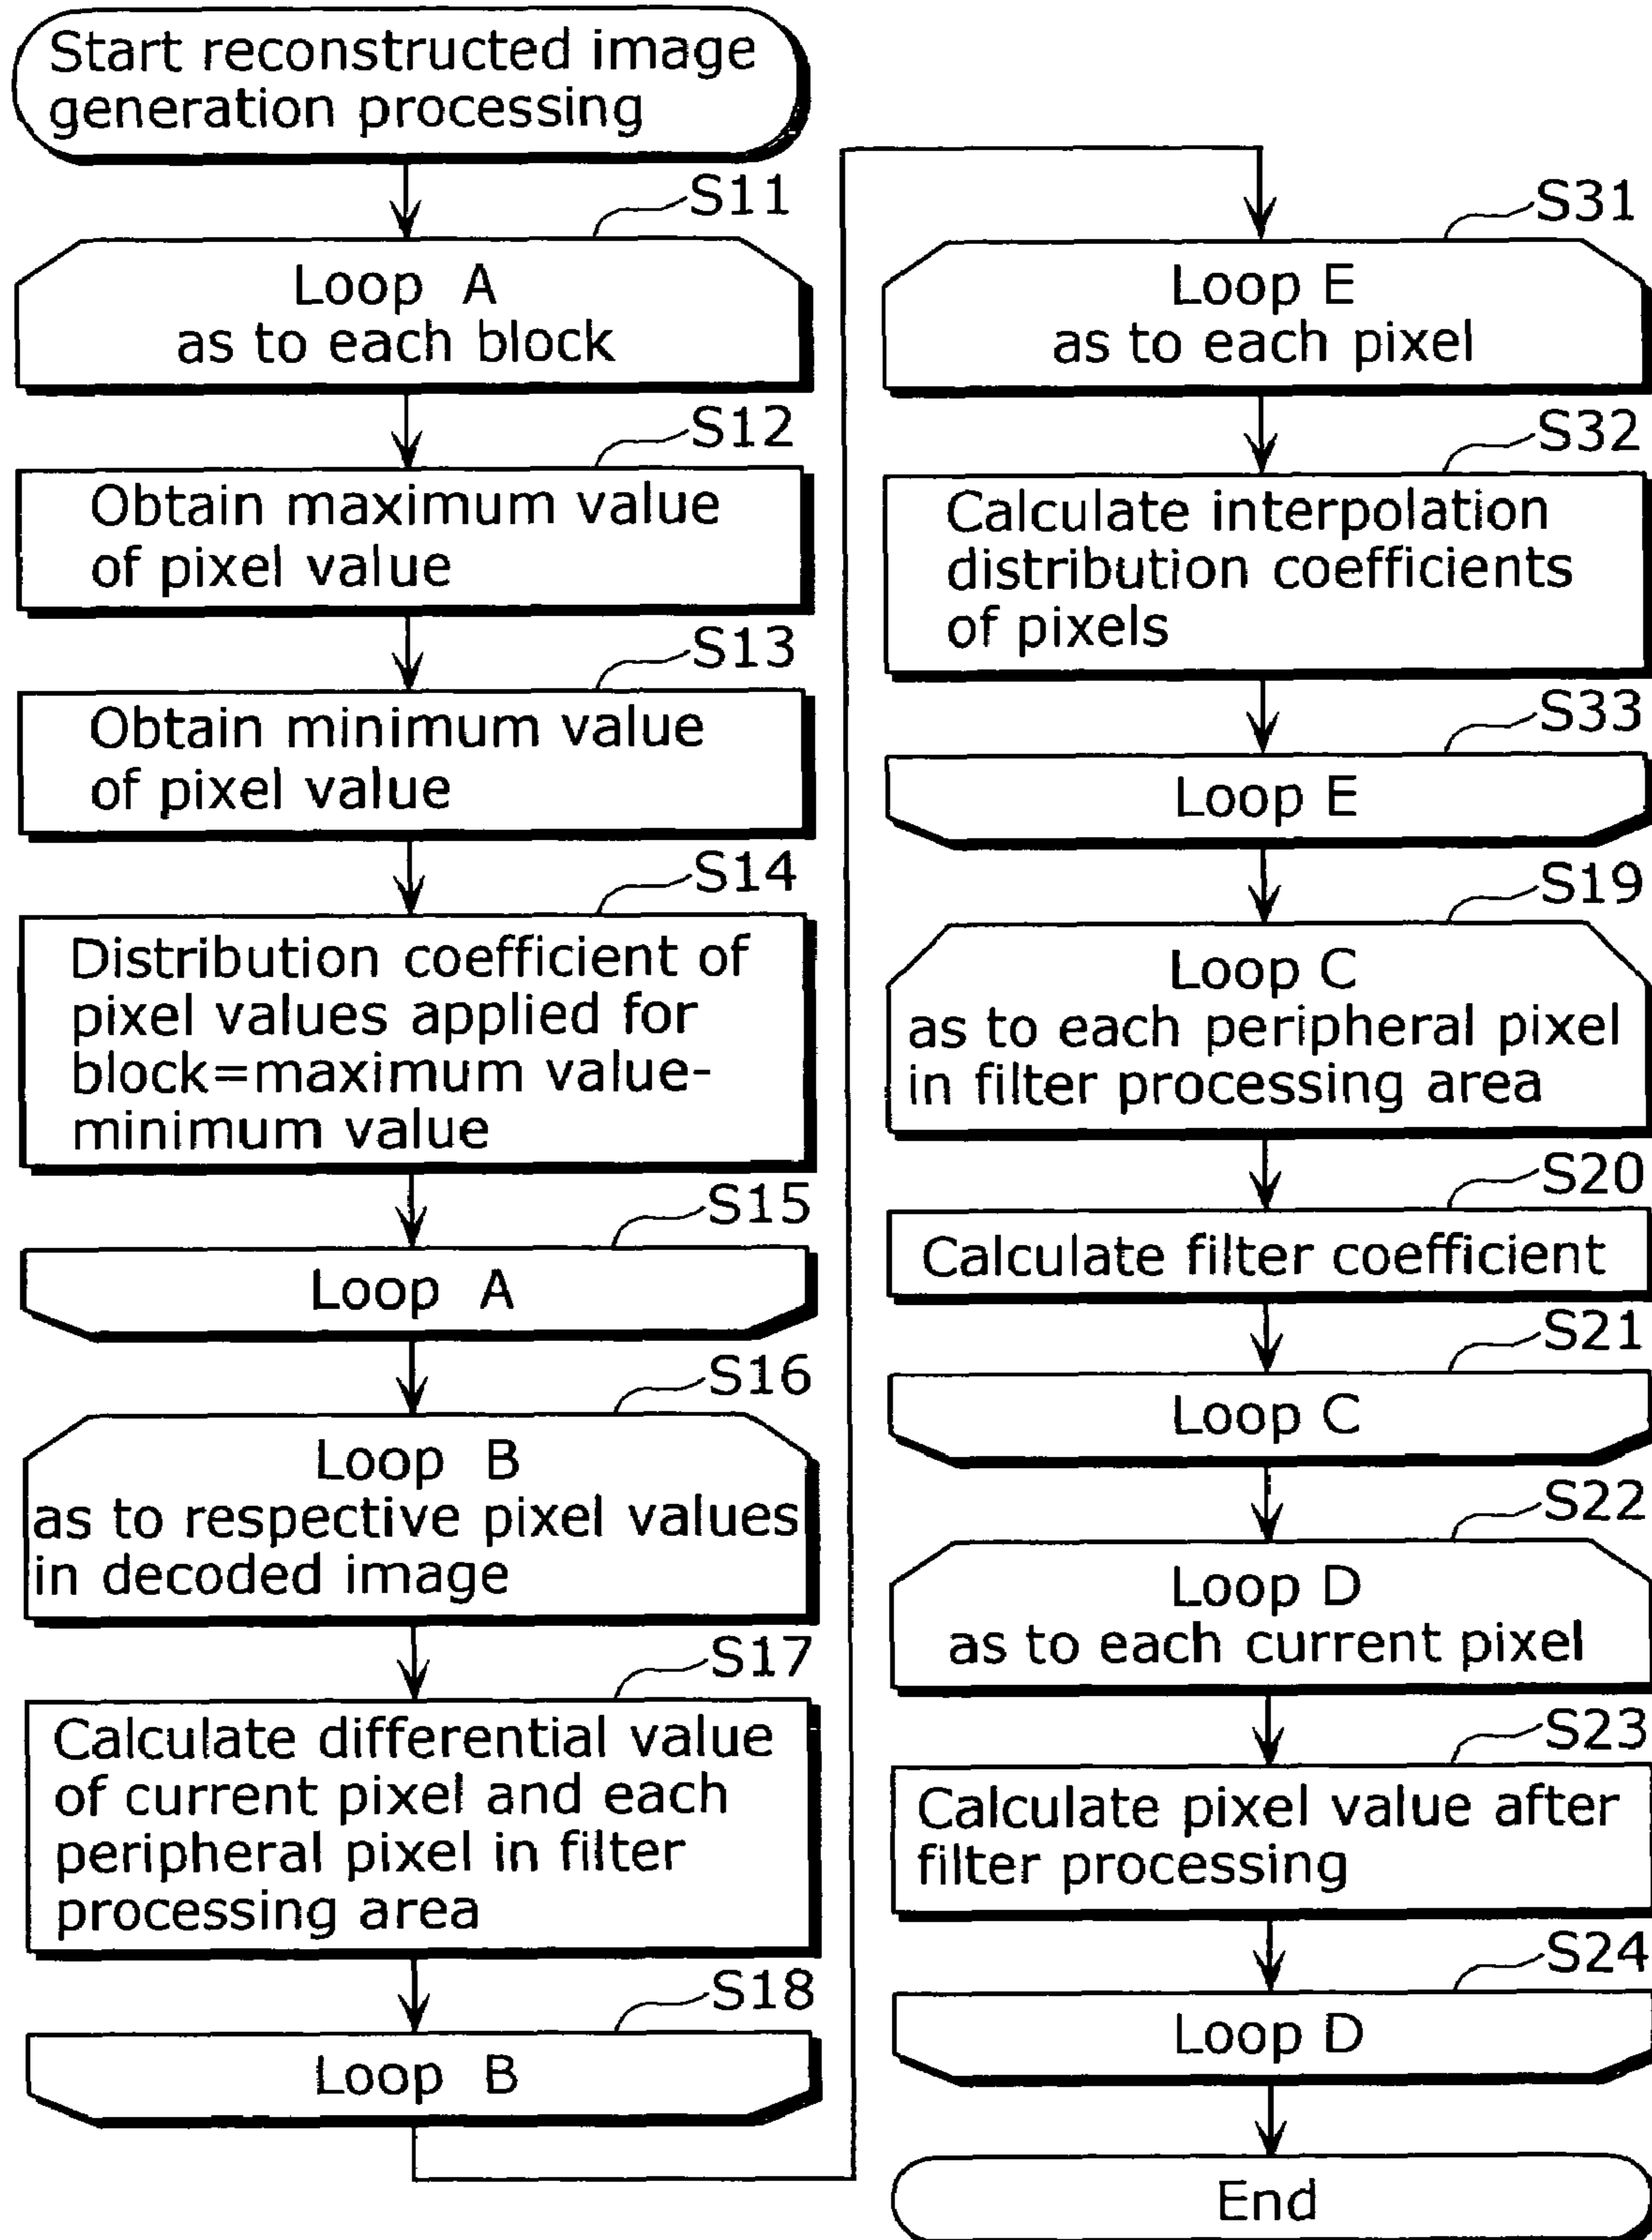 Start reconstructed image
generation processing
S11
Loop A
as to each block
S12
Obtain maximum value
of pixel value
S13
Obtain minimum value
of pixel value
S14
Distribution coefficient of
pixel values applied for
block=maximum value-
minimum value
S15
Loop A
S16
Loop B
as to respective pixel values
in decoded image
S17
Calculate differential value
of current pixel and each
peripheral pixel in filter
processing area
S18
Loop B
S31
Loop E
as to each pixel
S32
Calculate interpolation
distribution coefficients
of pixels
S33
Loop E
S19
Loop C
as to each peripheral pixel
in filter processing area
S20
Calculate filter coefficient
S21
Loop C
S22
Loop D
as to each current pixel
S23
Calculate pixel value after
filter processing
S24
Loop D
End